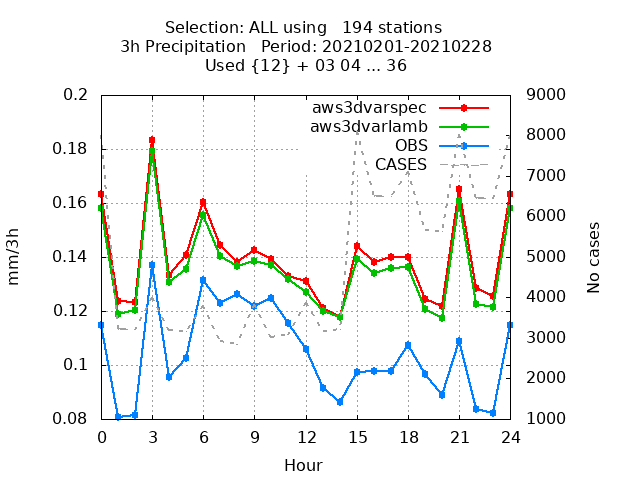 Selection: ALL using   194 stations
3h Precipitation   Period: 20210201-20210228
Used {12} + 03 04 ... 36
0.2
0.18
0.16
0.14
0.12
0.1
0.08
mm/3h
9000
8000
7000
6000
5000
4000
3000
2000
1000
No cases
aws3dvarspec
aws3dvarlamb
OBS
CASES
0 3 6 9 12 15 18 21 24
Hour